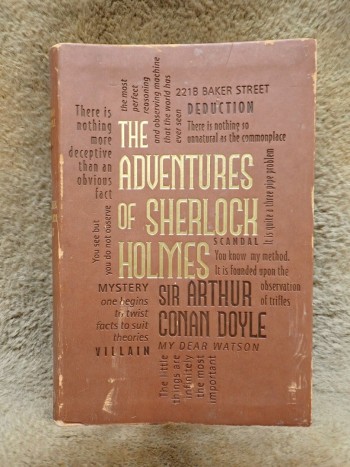 the most
perfect
reasoning
and observing machine
that the world has
ever seen
221B BAKER STREET
DEDUCTION
There is nothing so
unnatural as the commonplace
There is
nothing
more
deceptive
than an
obvious
fact
THE
ADVENTURES
OF SHERLOCK
HOLMES
It is quite a three pipe problem
You see but
you do not observe
SCANDAL
You know my method.
It is founded upon the
observation
of trifles
MYSTERY
one begins
to twist
facts to suit
theories
VILLAIN
SIR ARTHUR
CONAN DOYLE
MY DEAR WATSON
The little
things are
infinitely
the most
important